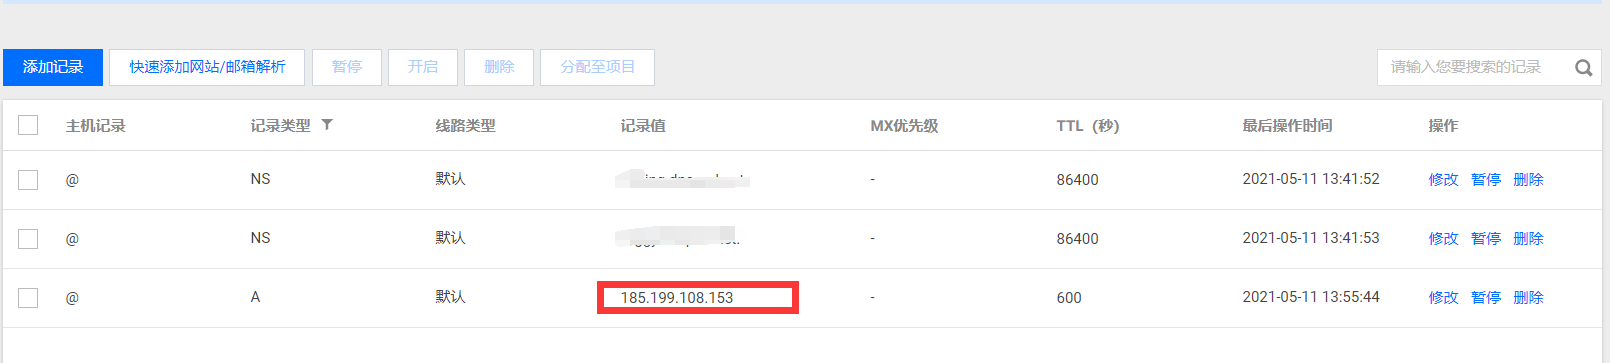 添加记录 快速添加网站/邮箱解析 暂停 开启 删除 分配至项目 请输入您要搜索的记录
主机记录 记录类型 线路类型 记录值 MX优先级 TTL（秒） 最后操作时间 操作
@ NS 默认 - 86400 2021-05-11 13:41:52 修改 暂停 删除
@ NS 默认 - 86400 2021-05-11 13:41:53 修改 暂停 删除
@ A 默认 185.199.108.153 - 600 2021-05-11 13:55:44 修改 暂停 删除